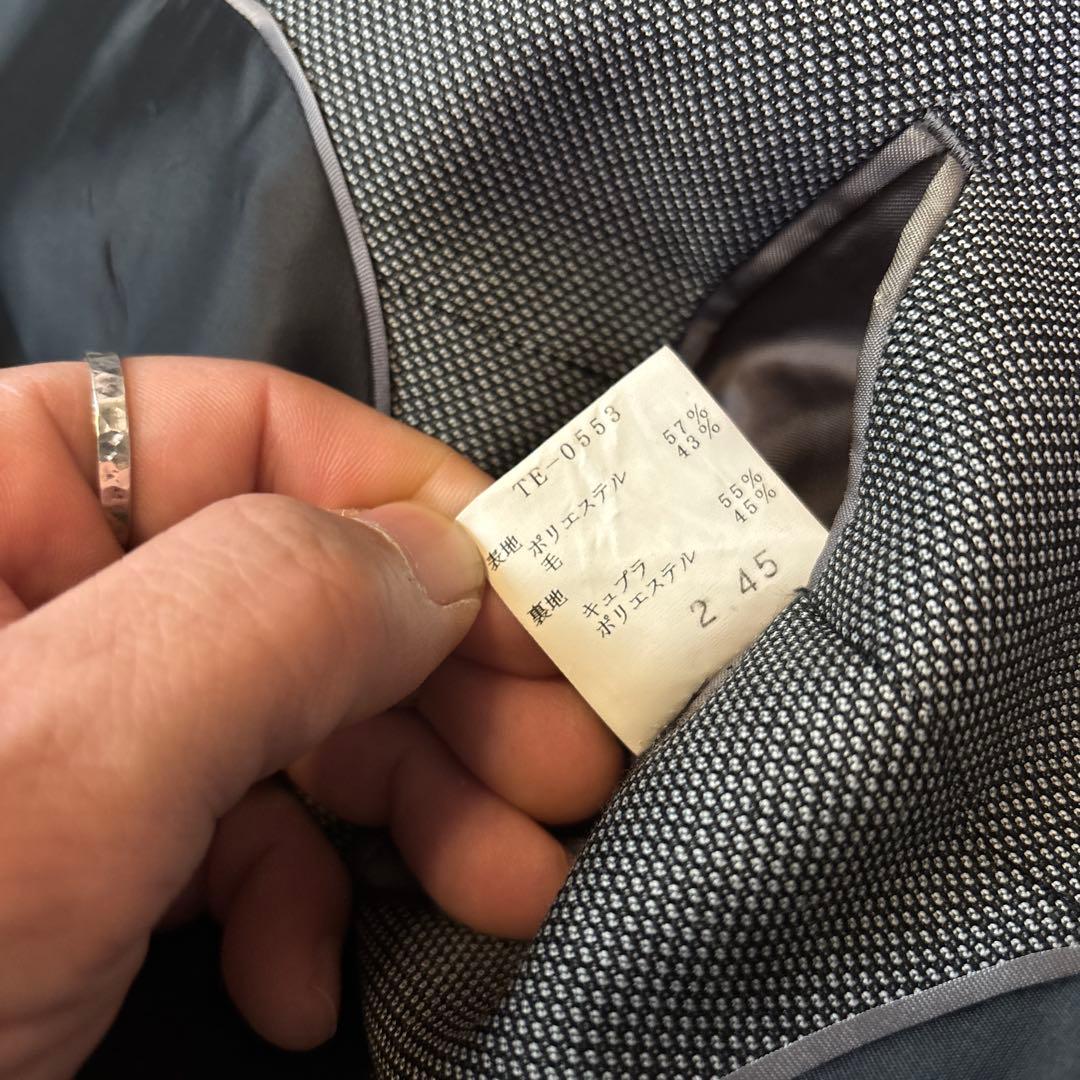 TE-0553
表地 ポリエステル 57%
毛 43%
裏地 キュプラ 55%
ポリエステル 45%
2 45